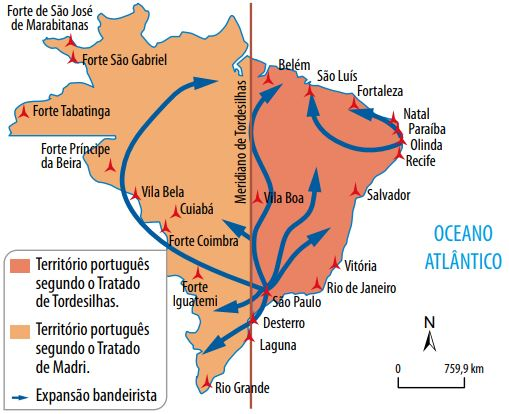 Forte de São José
de Marabitanas
Forte São Gabriel
Forte Tabatinga
Forte Príncipe
da Beira
Vila Bela
Cuiabá
Forte Coimbra
Forte
Iguatemi
Meridiano de Tordesilhas
Belém
São Luís
Fortaleza
Natal
Paraíba
Olinda
Recife
Vila Boa
Salvador
Vitória
Rio de Janeiro
São Paulo
Desterro
Laguna
Rio Grande
OCEANO
ATLÂNTICO
Território português
segundo o Tratado
de Tordesilhas.
Território português
segundo o Tratado
de Madri.
Expansão bandeirista
N
0 759,9 km